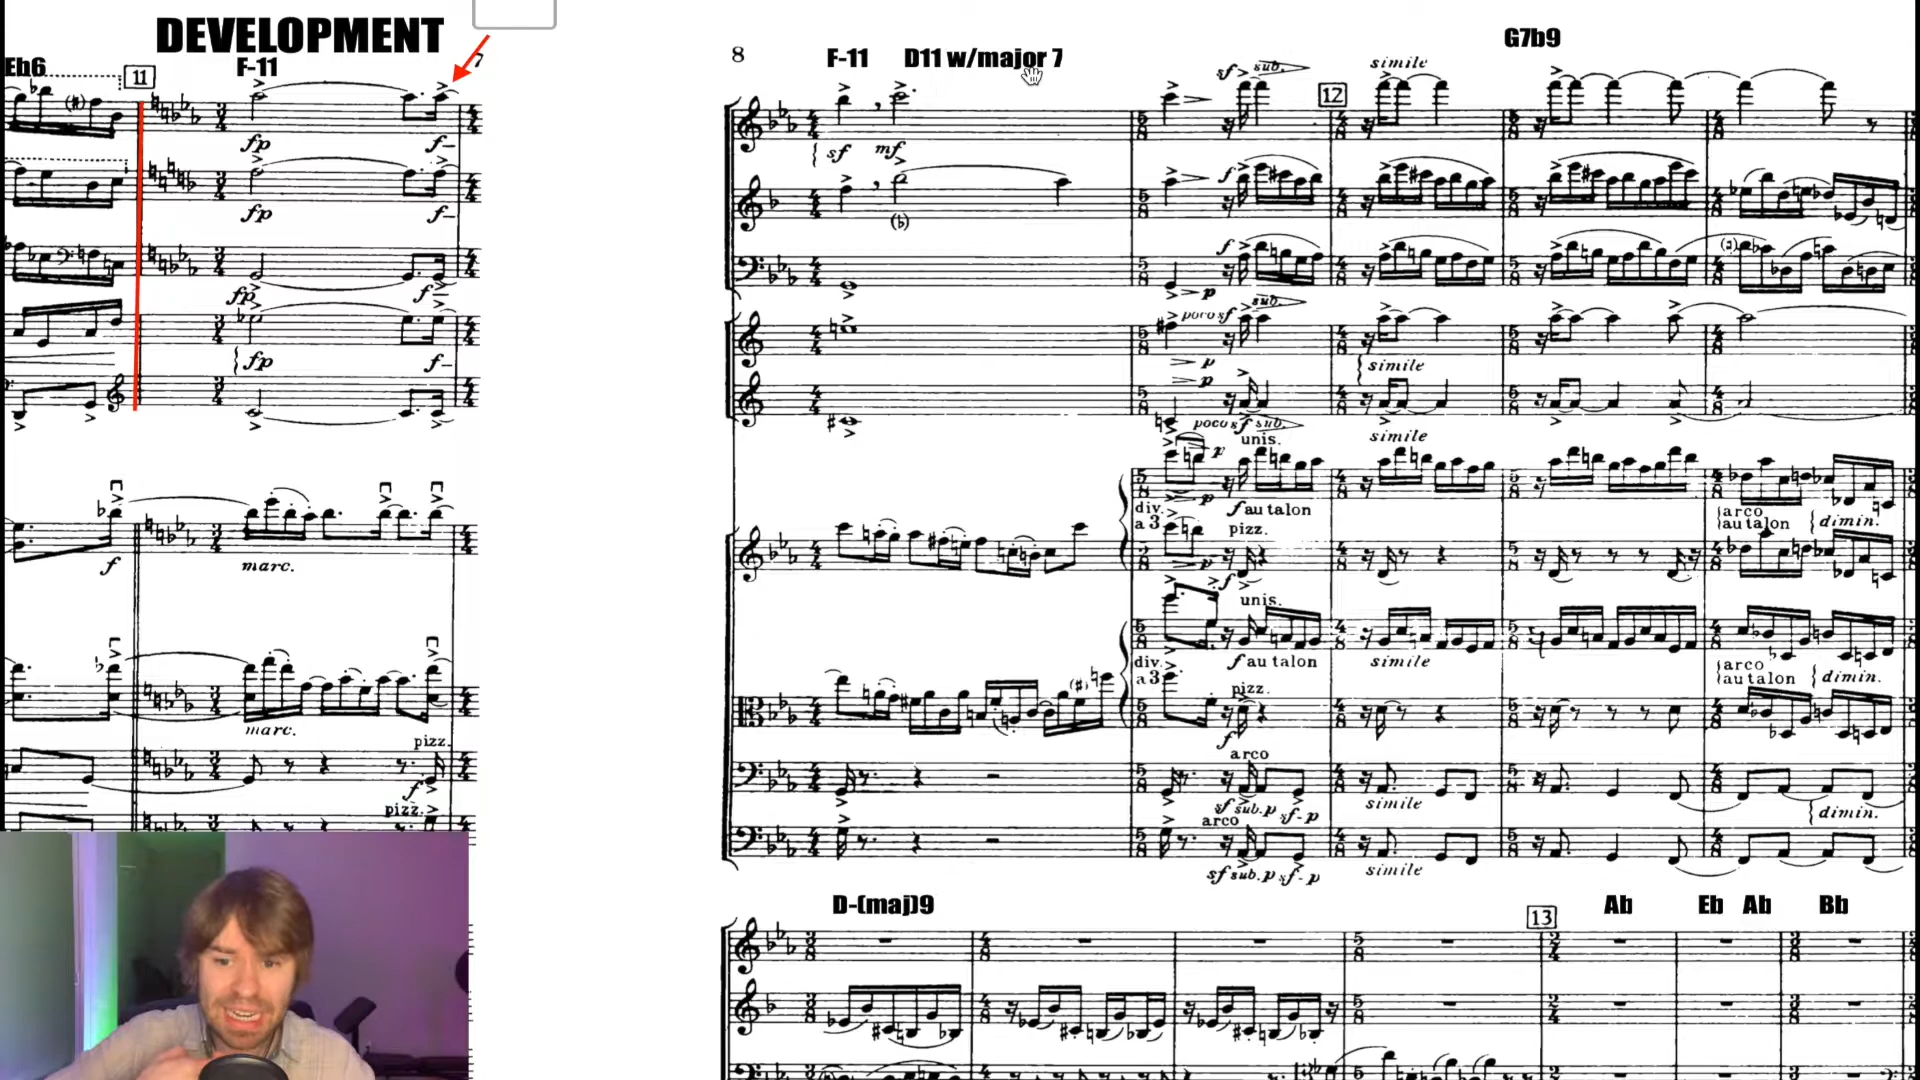 DEVELOPMENT
Eb6
11
F-11
7
fp
f
fp
f
fp
f
fp
f
f
marc.
marc.
pizz.
f
pizz.
8
F-11 D11 w/major 7
G7b9
sf sub.
simile
12
sf mf
f
(b)
f
p
sub.
poco sf
p
simile
p
poco sf sub.
simile
unis.
p
p
div. a 3
f au talon
pizz.
arco
au talon
dimin.
p
f
unis.
div. a 3
f au talon
simile
arco
au talon
dimin.
pizz.
f
arco
sf sub. p sf-p
simile
dimin.
arco
sf sub. p sf-p
simile
dimin.
D-(maj)9
13
Ab Eb Ab Bb